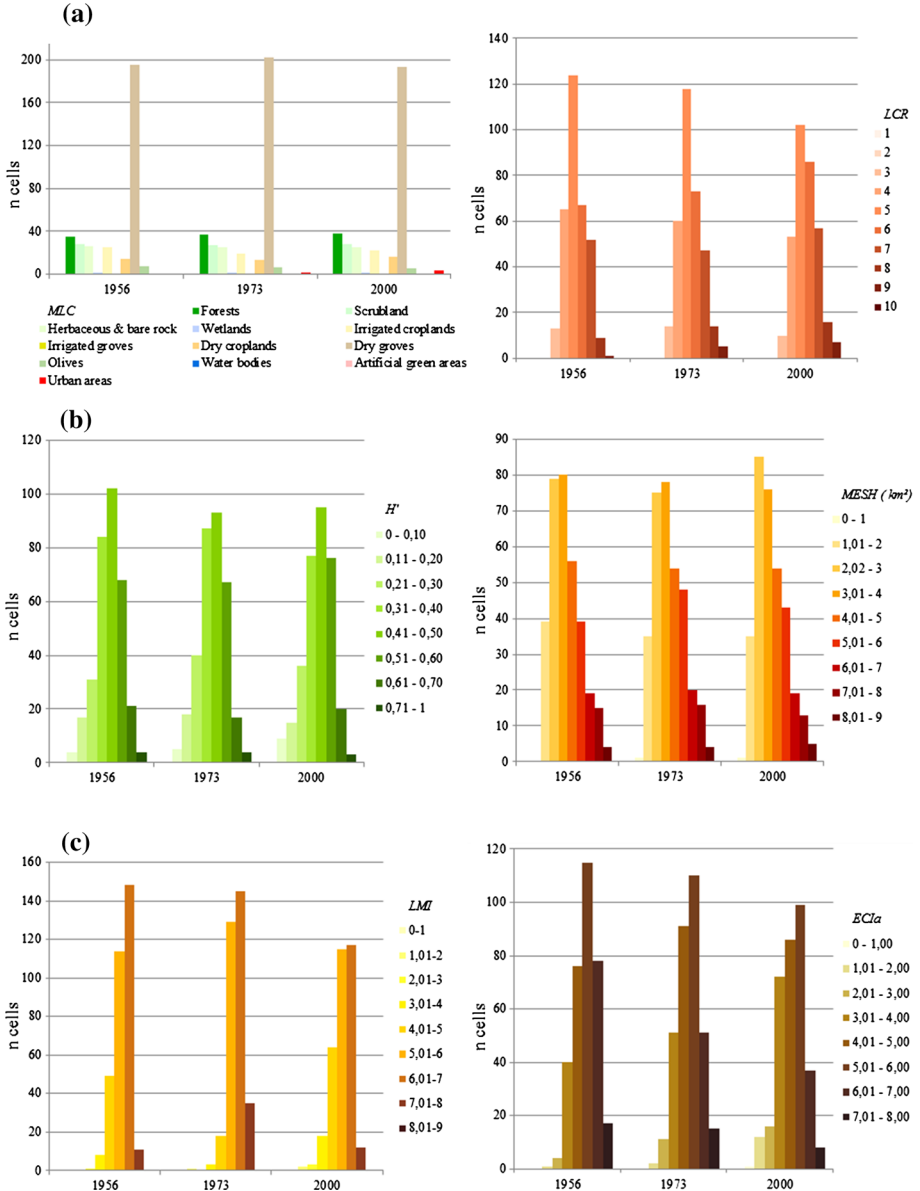 (a)
n cells
200
160
120
80
40
0
1956
1973
2000
MLC
Forests
Scrubland
Herbaceous & bare rock
Wetlands
Irrigated croplands
Irrigated groves
Dry croplands
Dry groves
Olives
Water bodies
Artificial green areas
Urban areas
n cells
140
120
100
80
60
40
20
0
1956
1973
2000
LCR
1
2
3
4
5
6
7
8
9
10
(b)
n cells
120
100
80
60
40
20
0
1956
1973
2000
H'
0 - 0,10
0,11 - 0,20
0,21 - 0,30
0,31 - 0,40
0,41 - 0,50
0,51 - 0,60
0,61 - 0,70
0,71 - 1
n cells
90
80
70
60
50
40
30
20
10
0
1956
1973
2000
MESH ( km²)
0 - 1
1,01 - 2
2,02 - 3
3,01 - 4
4,01 - 5
5,01 - 6
6,01 - 7
7,01 - 8
8,01 - 9
(c)
n cells
160
140
120
100
80
60
40
20
0
1956
1973
2000
LMI
0-1
1,01-2
2,01-3
3,01-4
4,01-5
5,01-6
6,01-7
7,01-8
8,01-9
n cells
120
100
80
60
40
20
0
1956
1973
2000
ECIa
0 - 1,00
1,01 - 2,00
2,01 - 3,00
3,01 - 4,00
4,01 - 5,00
5,01 - 6,00
6,01 - 7,00
7,01 - 8,00